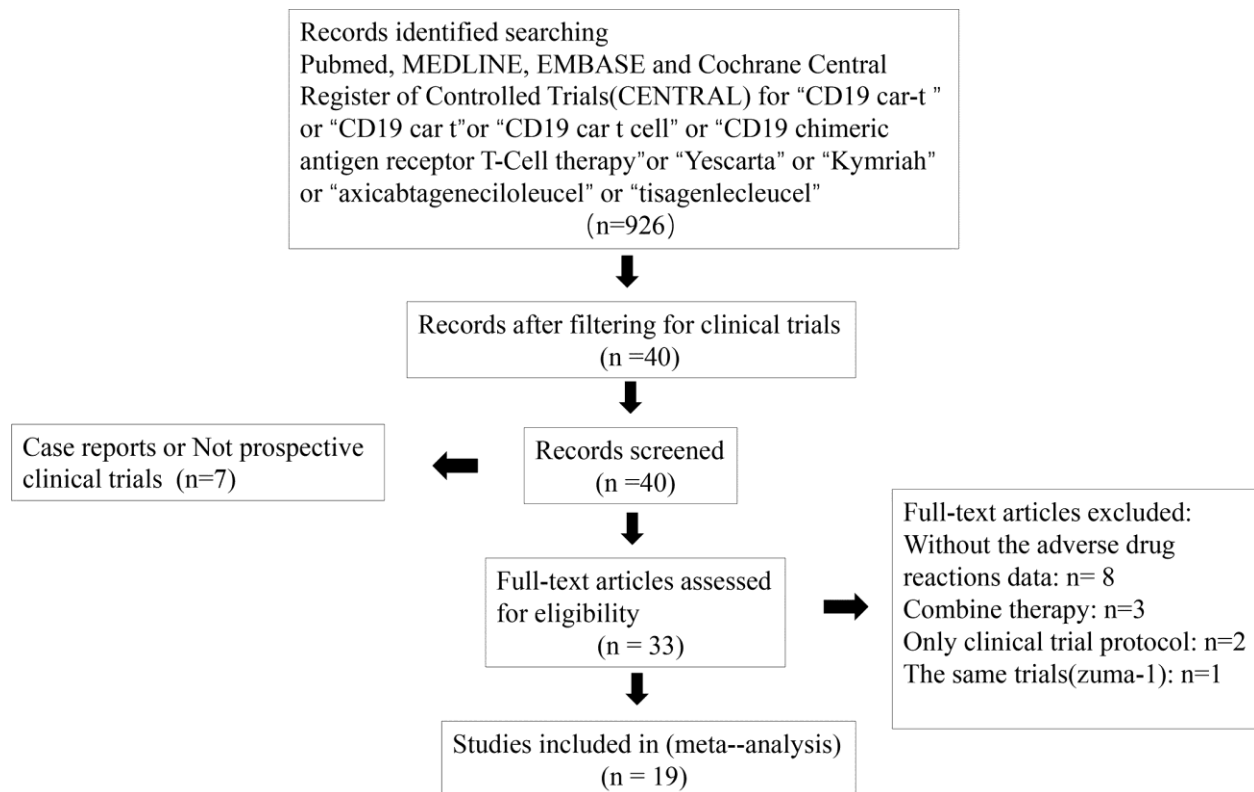 Records identified searching
Pubmed, MEDLINE, EMBASE and Cochrane Central
Register of Controlled Trials(CENTRAL) for “CD19 car-t ”
or “CD19 car t”or “CD19 car t cell” or “CD19 chimeric
antigen receptor T-Cell therapy”or “Yescarta” or “Kymriah”
or “axicabtageneciloleucel” or “tisagenlecleucel”
(n=926)
Records after filtering for clinical trials
(n =40)
Case reports or Not prospective
clinical trials (n=7)
Records screened
(n =40)
Full-text articles assessed
for eligibility
(n = 33)
Full-text articles excluded:
Without the adverse drug
reactions data: n= 8
Combine therapy: n=3
Only clinical trial protocol: n=2
The same trials(zuma-1): n=1
Studies included in (meta--analysis)
(n = 19)